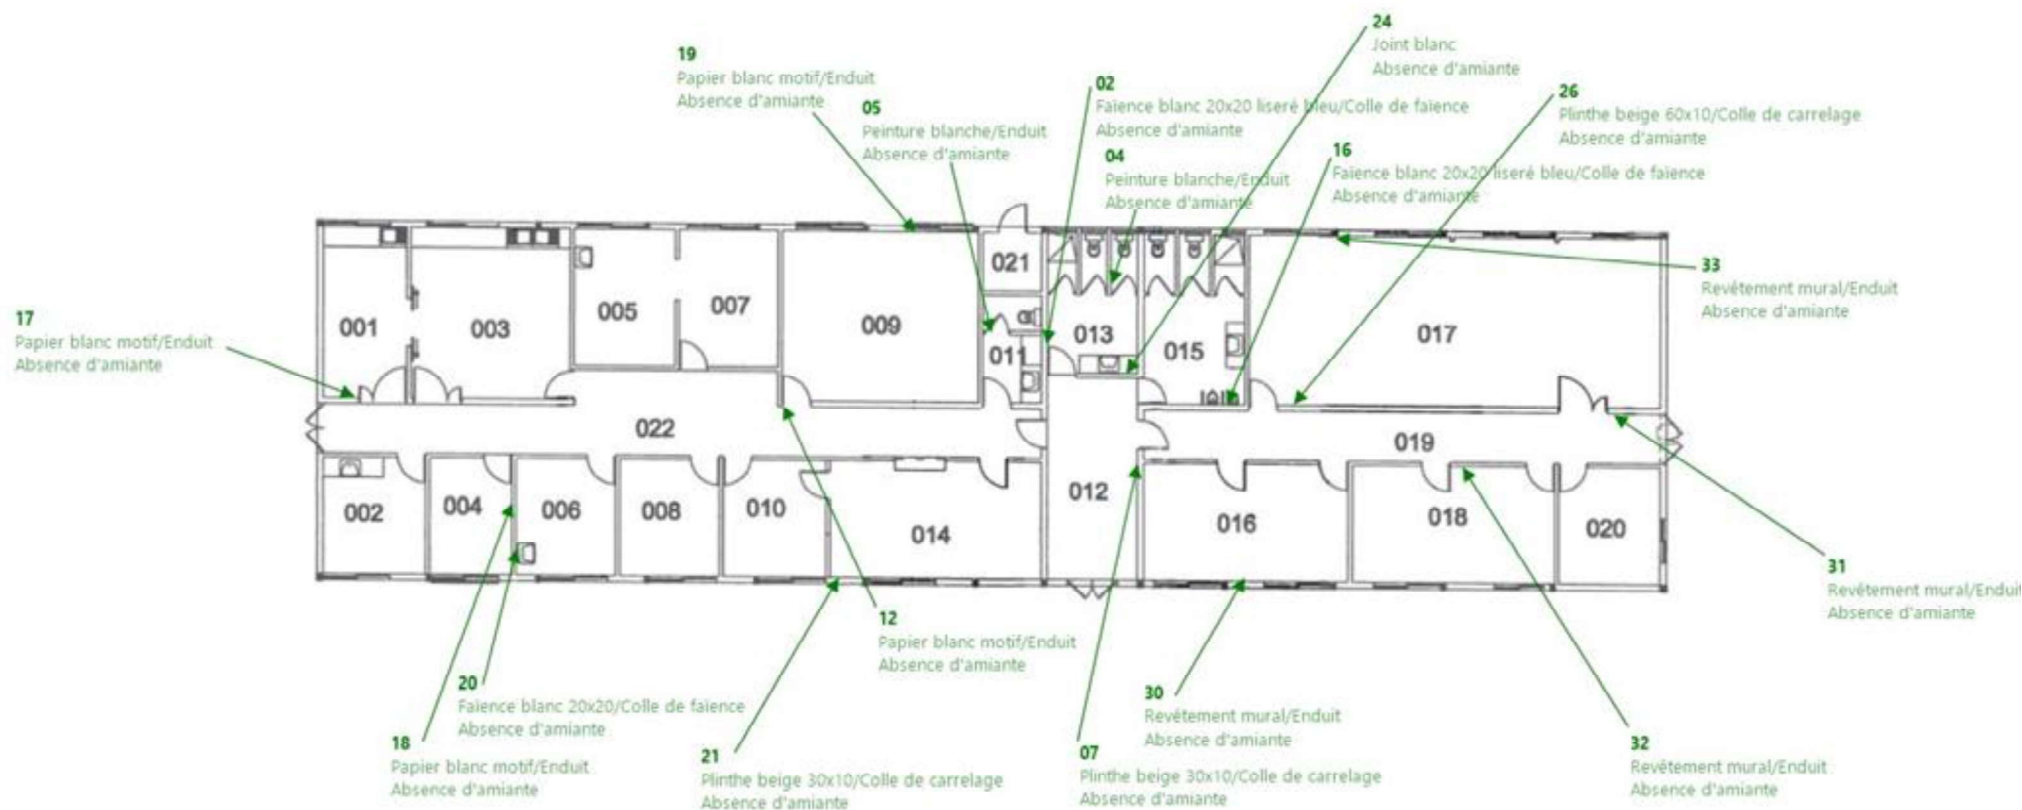 24
Joint blanc
Absence d'amiante
19
Papier blanc motif/Enduit
Absence d'amiante
02
Faïence blanc 20x20 liseré bleu/Colle de faïence
Absence d'amiante
26
Plinthe beige 60x10/Colle de carrelage
Absence d'amiante
05
Peinture blanche/Enduit
Absence d'amiante
04
Peinture blanche/Enduit
Absence d'amiante
16
Faïence blanc 20x20 liseré bleu/Colle de faïence
Absence d'amiante
33
Revêtement mural/Enduit
Absence d'amiante
17
Papier blanc motif/Enduit
Absence d'amiante
021
001
003
005
007
009
011
013
015
017
022
019
002
004
006
008
010
014
012
016
018
020
31
Revêtement mural/Enduit
Absence d'amiante
12
Papier blanc motif/Enduit
Absence d'amiante
20
Faïence blanc 20x20/Colle de faïence
Absence d'amiante
30
Revêtement mural/Enduit
Absence d'amiante
18
Papier blanc motif/Enduit
Absence d'amiante
21
Plinthe beige 30x10/Colle de carrelage
Absence d'amiante
07
Plinthe beige 30x10/Colle de carrelage
Absence d'amiante
32
Revêtement mural/Enduit
Absence d'amiante